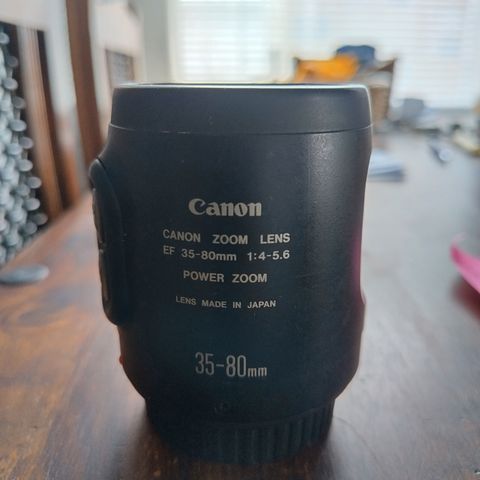 Canon
CANON ZOOM LENS
EF 35-80mm 1:4-5.6
POWER ZOOM
LENS MADE IN JAPAN
35-80mm